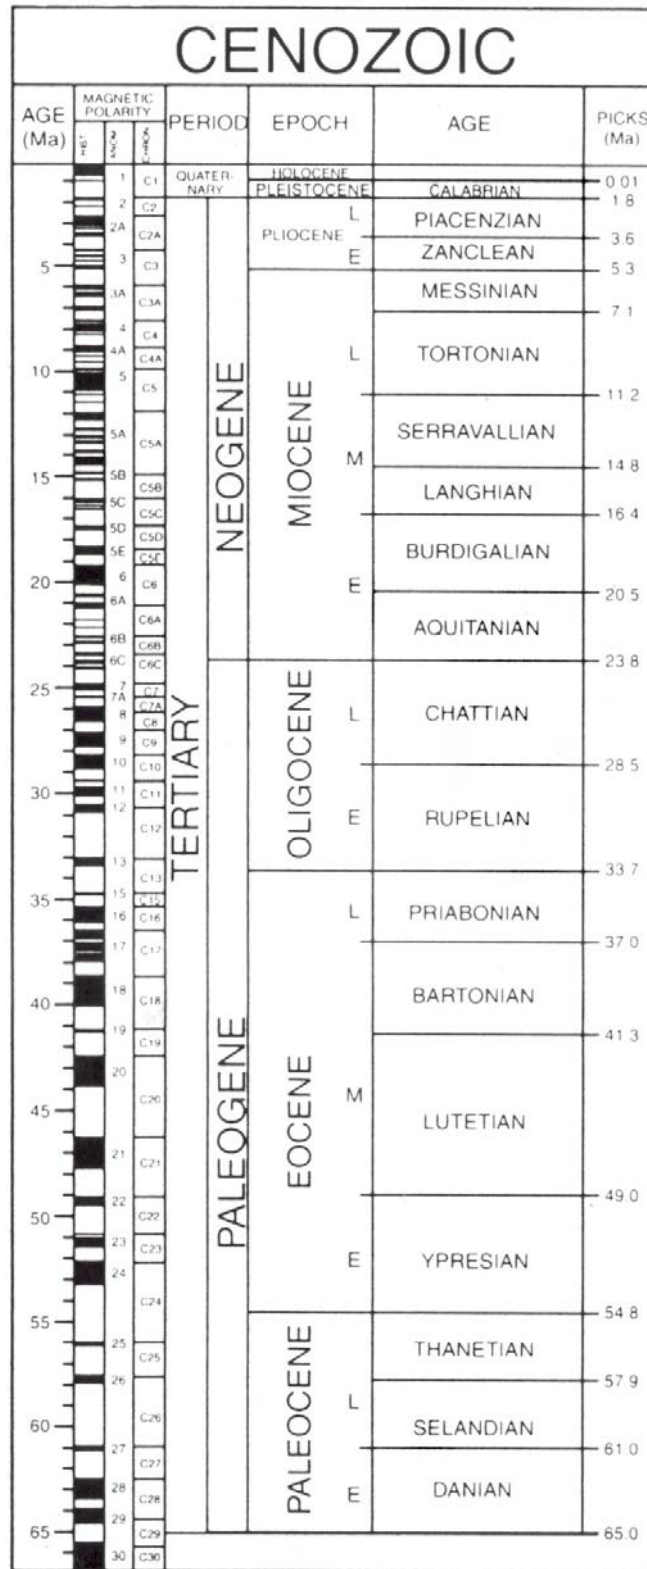 CENOZOIC
AGE (Ma)
MAGNETIC POLARITY
HIST.
ANOM.
CHRON.
PERIOD
EPOCH
AGE
PICKS (Ma)
QUATER-
NARY
TERTIARY
NEOGENE
PALEOGENE
HOLOCENE
0.01
PLEISTOCENE CALABRIAN
1.8
PLIOCENE
L PIACENZIAN
3.6
E ZANCLEAN
5.3
MIOCENE
MESSINIAN
7.1
L TORTONIAN
11.2
SERRAVALLIAN
M
14.8
LANGHIAN
16.4
BURDIGALIAN
E
20.5
AQUITANIAN
23.8
OLIGOCENE
L CHATTIAN
28.5
E RUPELIAN
33.7
EOCENE
L PRIABONIAN
37.0
BARTONIAN
41.3
M LUTETIAN
49.0
E YPRESIAN
54.8
PALEOCENE
THANETIAN
57.9
L SELANDIAN
61.0
E DANIAN
65.0
5
10
15
20
25
30
35
40
45
50
55
60
65
1 C1
2 C2
2A C2A
3 C3
3A C3A
4 C4
4A C4A
5 C5
5A C5A
5B C5B
5C C5C
5D C5D
5E C5E
6 C6
6A C6A
6B C6B
6C C6C
7 C7
7A C7A
8 C8
9 C9
10 C10
11 C11
12 C12
13 C13
15 C15
16 C16
17 C17
18 C18
19 C19
20 C20
21 C21
22 C22
23 C23
24 C24
25 C25
26 C26
27 C27
28 C28
29 C29
30 C30